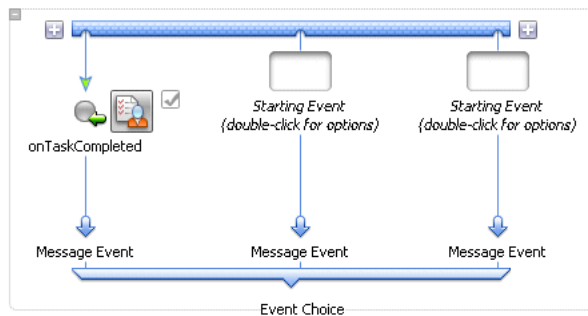 Starting Event
(double-click for options)
Starting Event
(double-click for options)
onTaskCompleted
Message Event
Message Event
Message Event
Event Choice